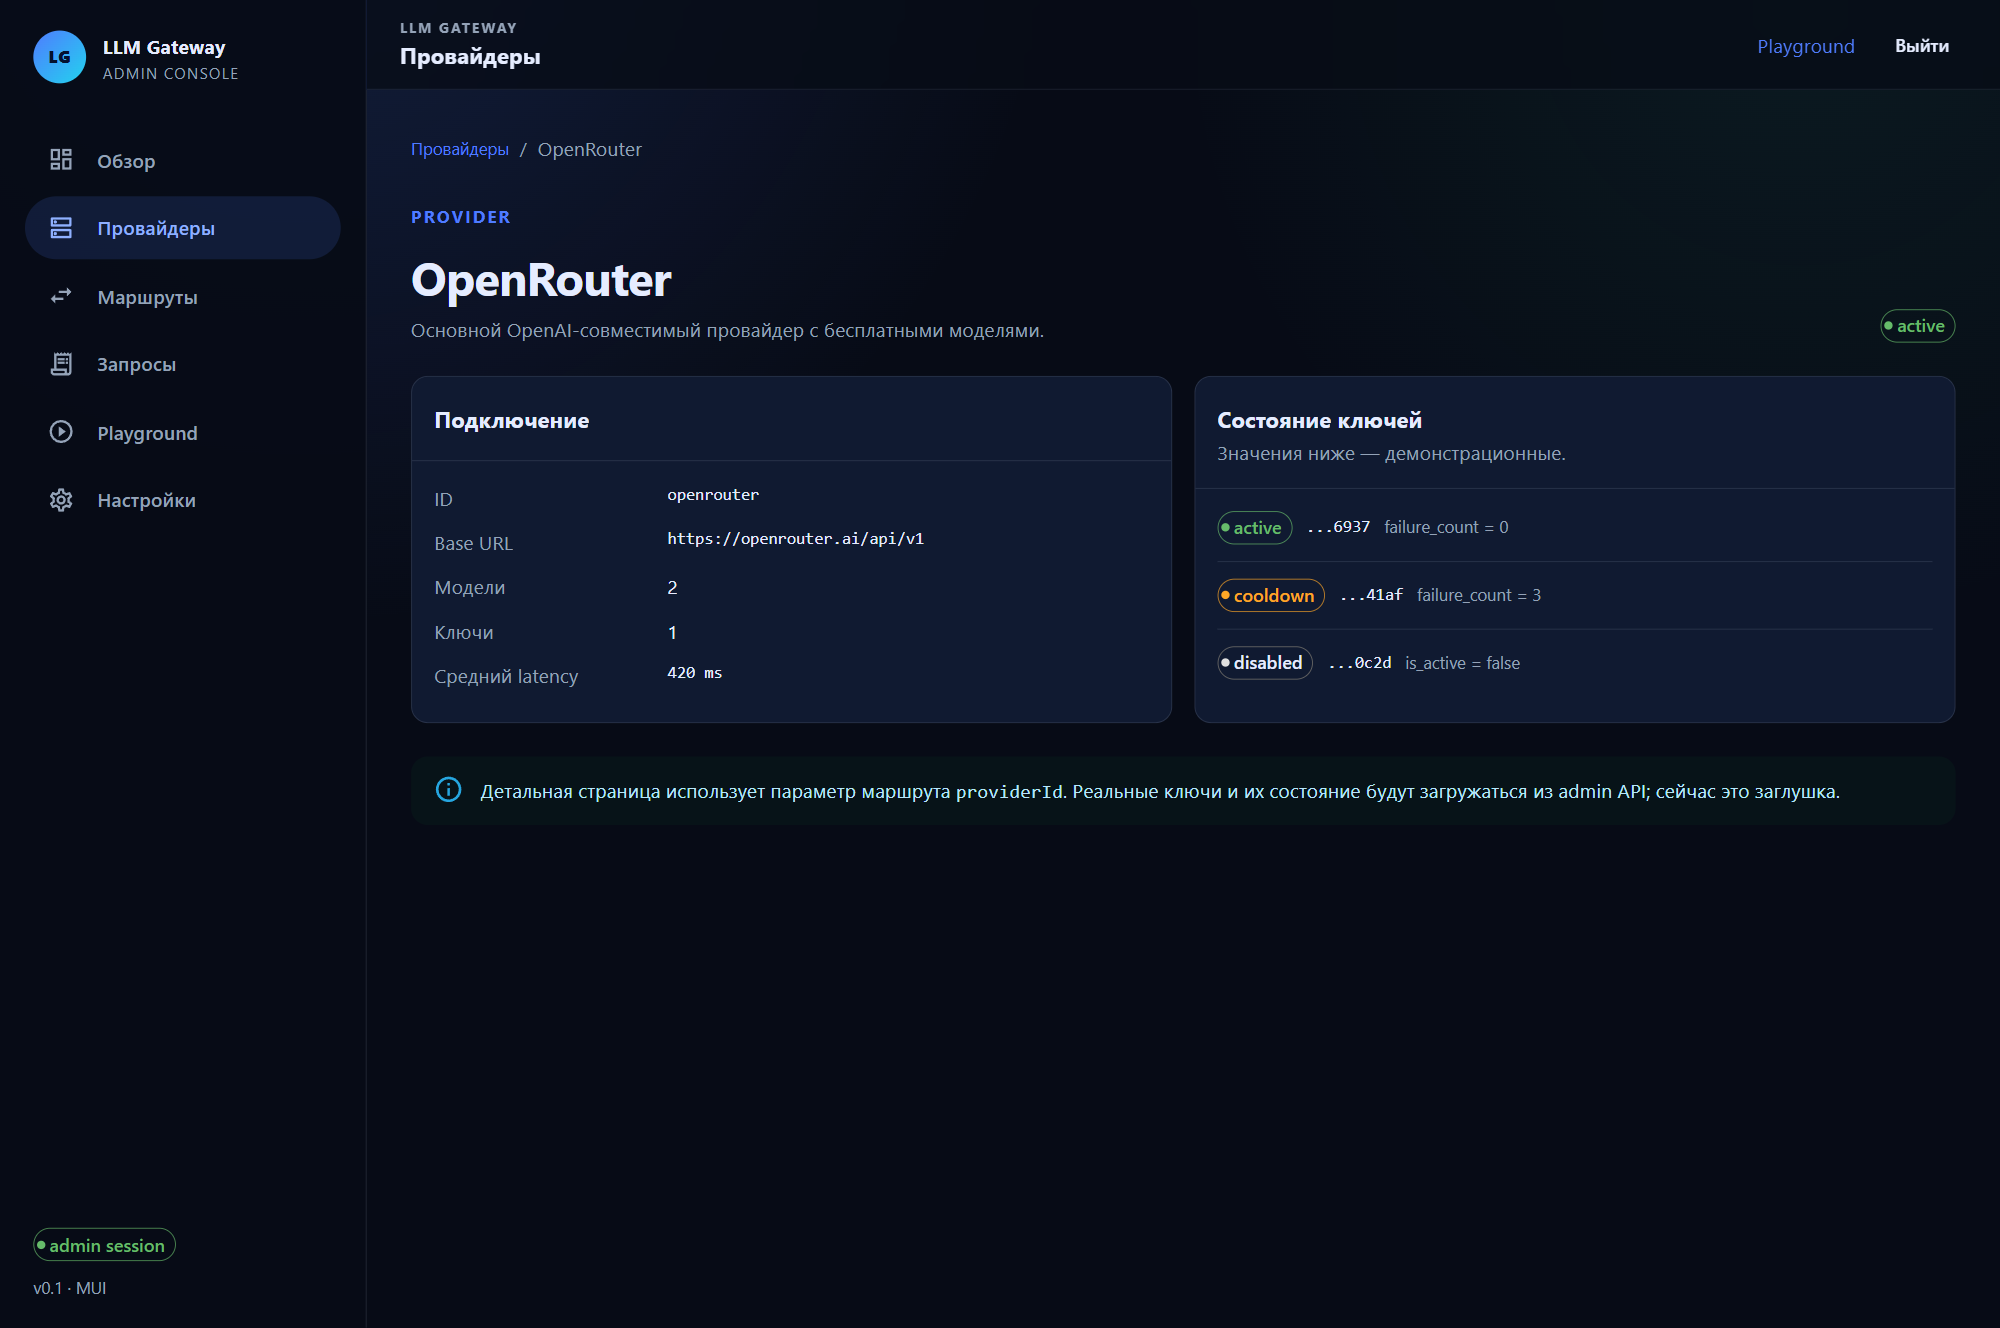 LG
LLM Gateway
ADMIN CONSOLE
Обзор
Провайдеры
Маршруты
Запросы
Playground
Настройки
admin session
v0.1 · MUI
LLM GATEWAY
Провайдеры
Playground
Выйти
Провайдеры / OpenRouter
PROVIDER
OpenRouter
Основной OpenAI-совместимый провайдер с бесплатными моделями.
active
Подключение
ID openrouter
Base URL https://openrouter.ai/api/v1
Модели 2
Ключи 1
Средний latency 420 ms
Состояние ключей
Значения ниже — демонстрационные.
active ...6937 failure_count = 0
cooldown ...41af failure_count = 3
disabled ...0c2d is_active = false
Детальная страница использует параметр маршрута providerId. Реальные ключи и их состояние будут загружаться из admin API; сейчас это заглушка.